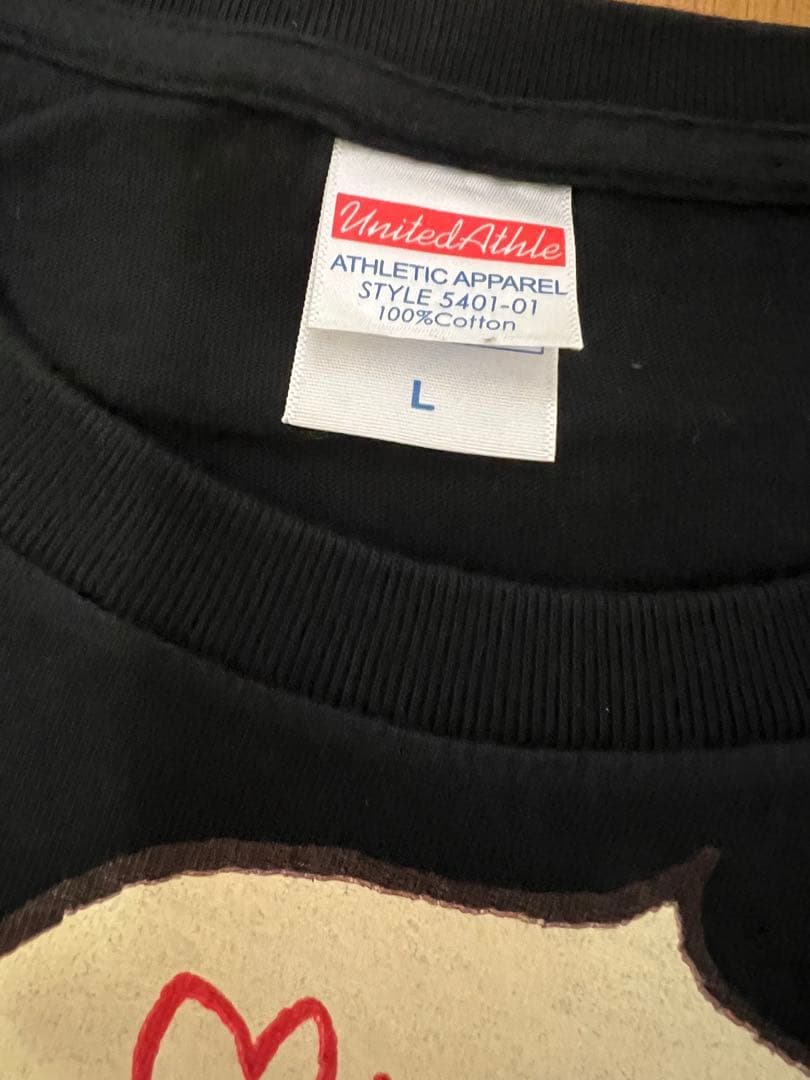 UnitedAthle
ATHLETIC APPAREL
STYLE 5401-01
100%Cotton
L